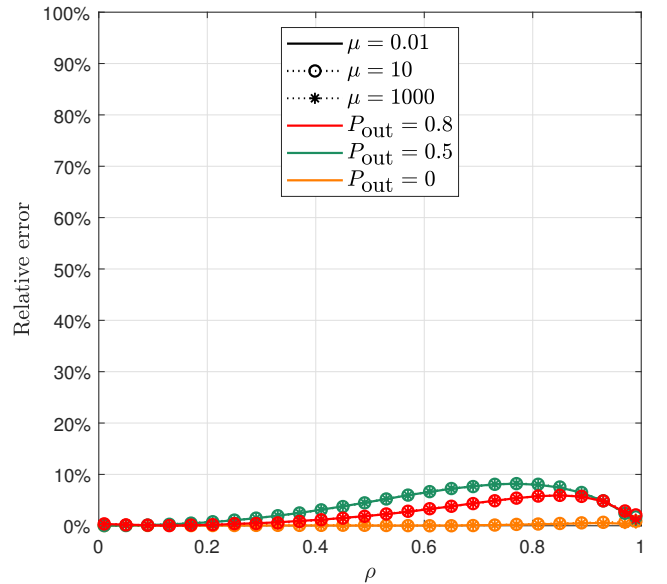 100%
90%
80%
70%
60%
50%
40%
30%
20%
10%
0%
Relative error
μ = 0.01
μ = 10
μ = 1000
P_out = 0.8
P_out = 0.5
P_out = 0
0 0.2 0.4 0.6 0.8 1
ρ